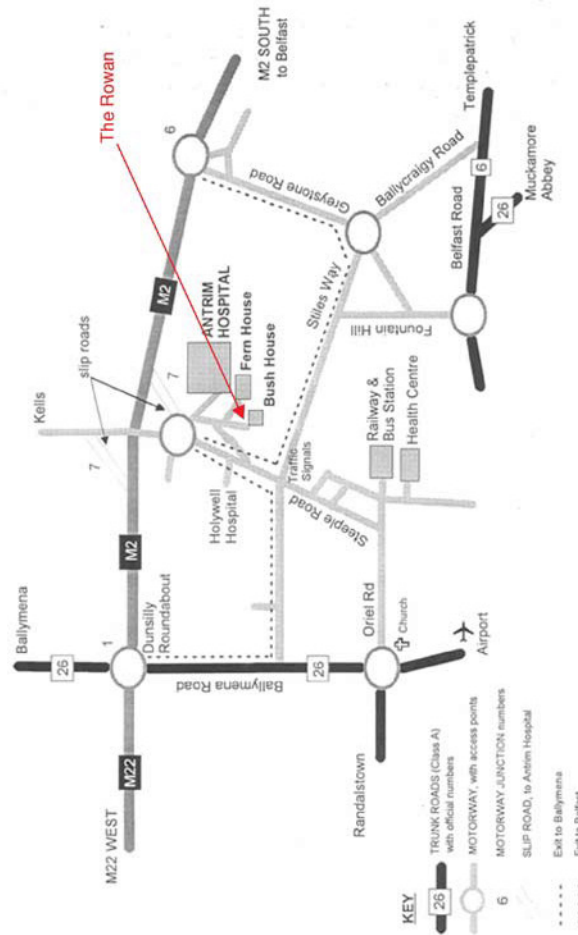 The Rowan
M2 SOUTH
to Belfast
6
M2
slip roads
Kells
7
7
ANTRIM
HOSPITAL
Fern House
Bush House
Greystone Road
Ballycraigy Road
Templepatrick
6
Belfast Road
26
Muckamore
Abbey
Stiles Way
Fountain Hill
Railway &
Bus Station
Health Centre
Traffic
Signals
Steeple Road
Holywell
Hospital
M2
Ballymena
26
1
Dunsilly
Roundabout
Ballymena Road
26
Oriel Rd
Church
Airport
M22
M22 WEST
Randalstown
KEY
26
TRUNK ROADS (Class A)
with official numbers
MOTORWAY, with access points
6
MOTORWAY JUNCTION numbers
SLIP ROAD, to Antrim Hospital
Exit to Ballymena
Exit to Belfast